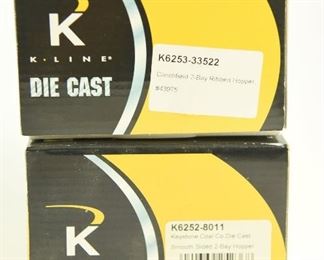 K
K-LINE®
DIE CAST
K6253-33522
Clinchfield 2-Bay Ribbed Hopper
#43975
K
K6252-8011
Keystone Coal Co. Die Cast
Smooth Sided 2-Bay Hopper